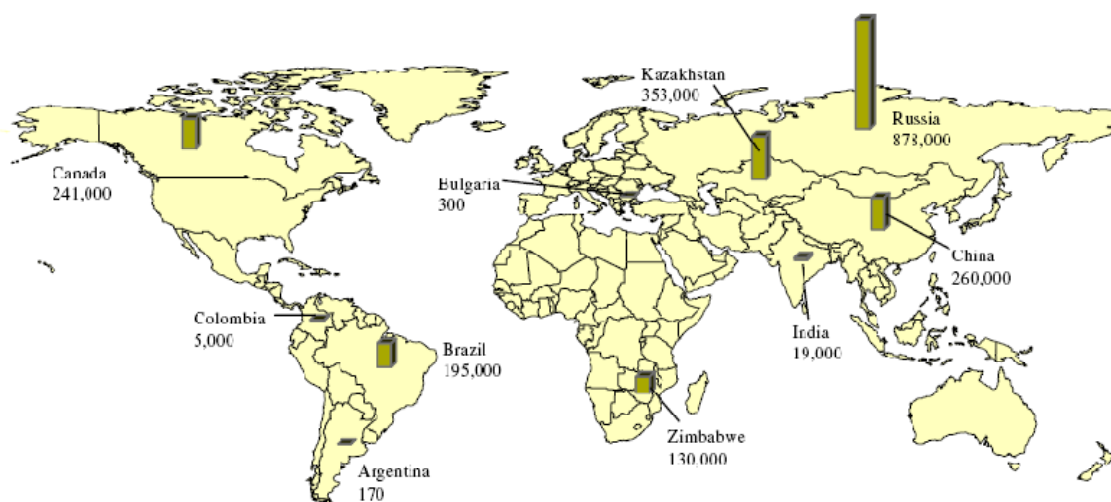 Kazakhstan
353,000
Russia
878,000
Canada
241,000
Bulgaria
300
China
260,000
Colombia
5,000
India
19,000
Brazil
195,000
Zimbabwe
130,000
Argentina
170